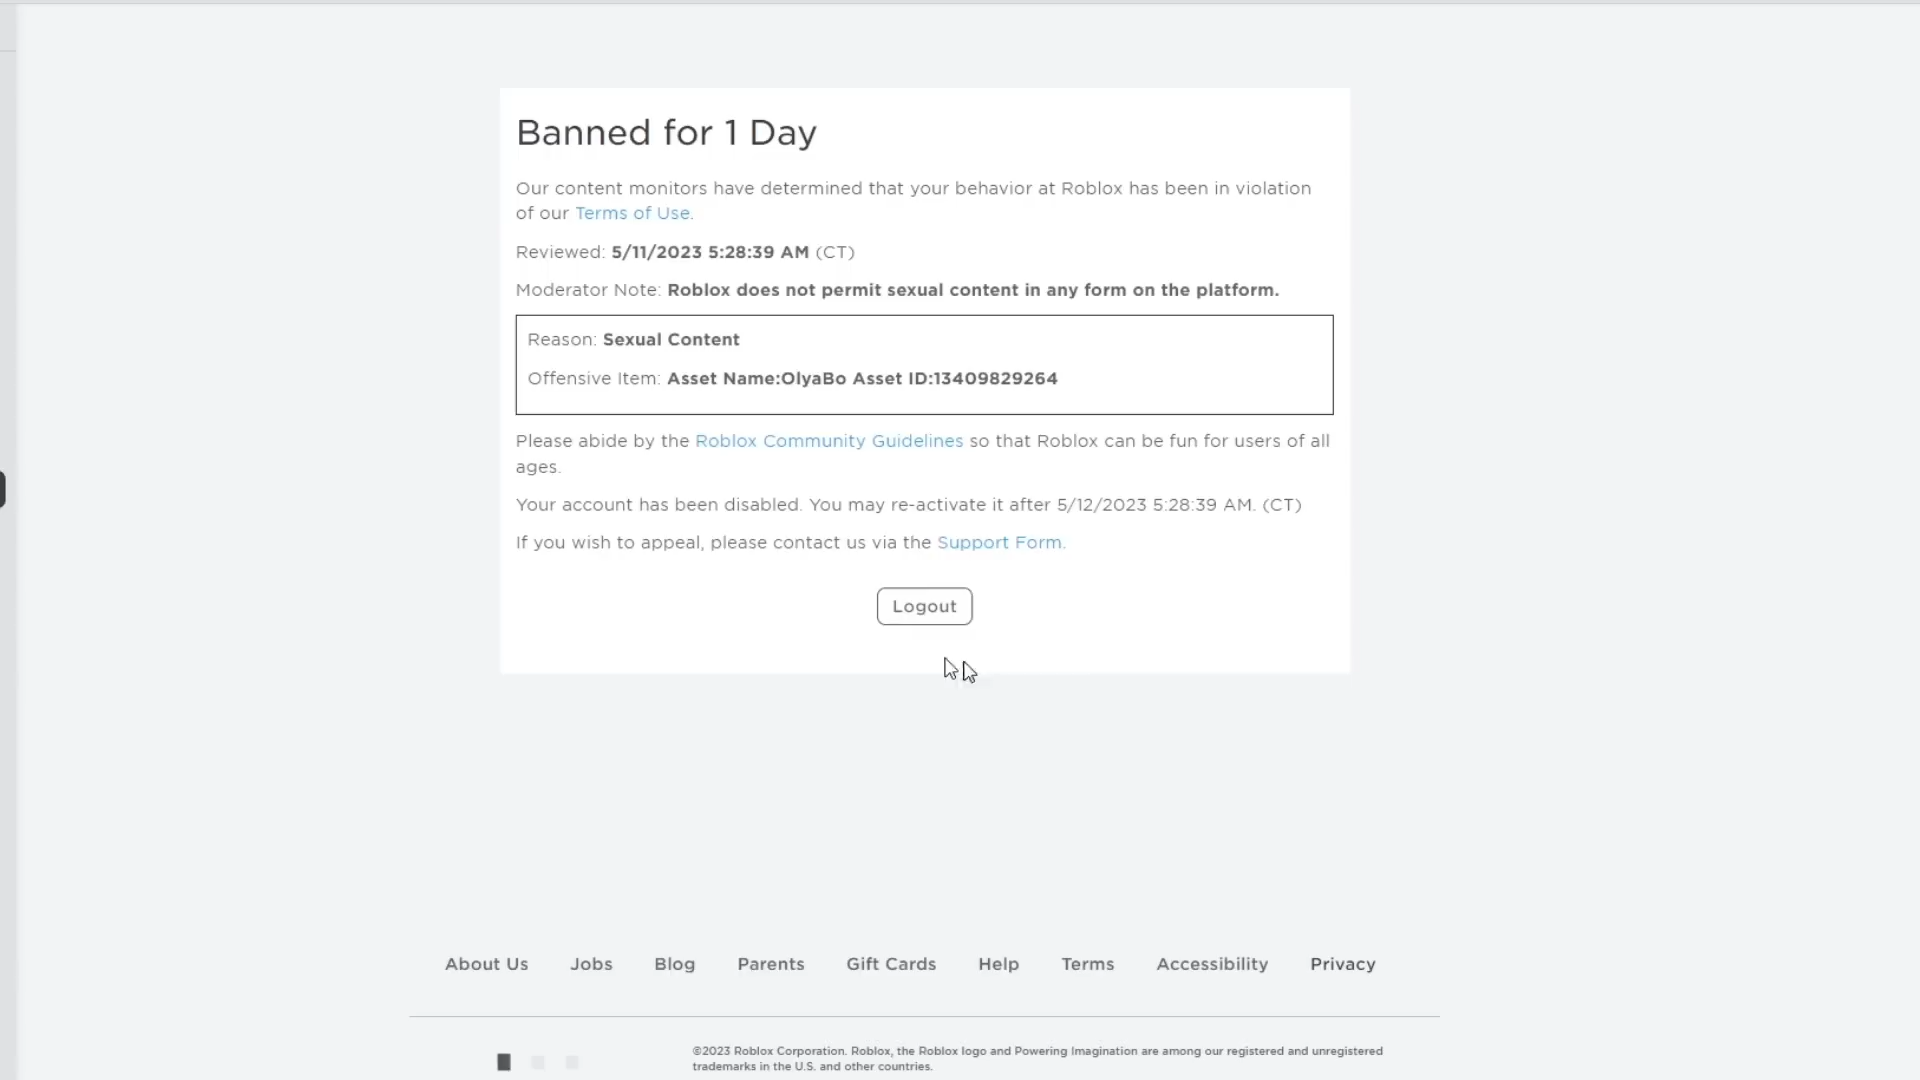 Banned for 1 Day
Our content monitors have determined that your behavior at Roblox has been in violation
of our Terms of Use.
Reviewed: 5/11/2023 5:28:39 AM (CT)
Moderator Note: Roblox does not permit sexual content in any form on the platform.
Reason: Sexual Content
Offensive Item: Asset Name:OlyaBo Asset ID:13409829264
Please abide by the Roblox Community Guidelines so that Roblox can be fun for users of all
ages.
Your account has been disabled. You may re-activate it after 5/12/2023 5:28:39 AM. (CT)
If you wish to appeal, please contact us via the Support Form.
Logout
About Us Jobs Blog Parents Gift Cards Help Terms Accessibility Privacy
©2023 Roblox Corporation. Roblox, the Roblox logo and Powering Imagination are among our registered and unregistered
trademarks in the U.S. and other countries.